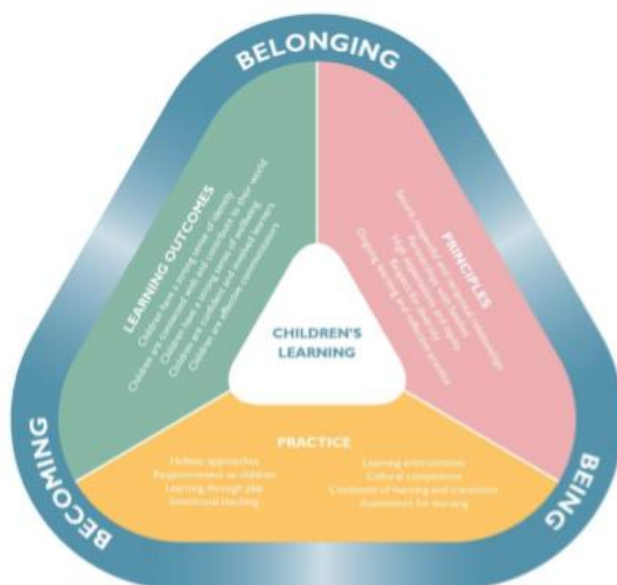 BELONGING
LEARNING OUTCOMES
Children have a strong sense of identity
Children are connected with and contribute to their world
Children have a strong sense of wellbeing
Children are confident and involved learners
Children are effective communicators
PRINCIPLES
Secure, respectful and reciprocal relationships
Partnerships with families
High expectations and equity
Respect for diversity
Ongoing learning and reflective practice
CHILDREN'S
LEARNING
PRACTICE
Holistic approaches
Responsiveness to children
Learning through play
Intentional teaching
Learning environments
Cultural competence
Continuity of learning and transitions
Assessment for learning
BECOMING
BEING